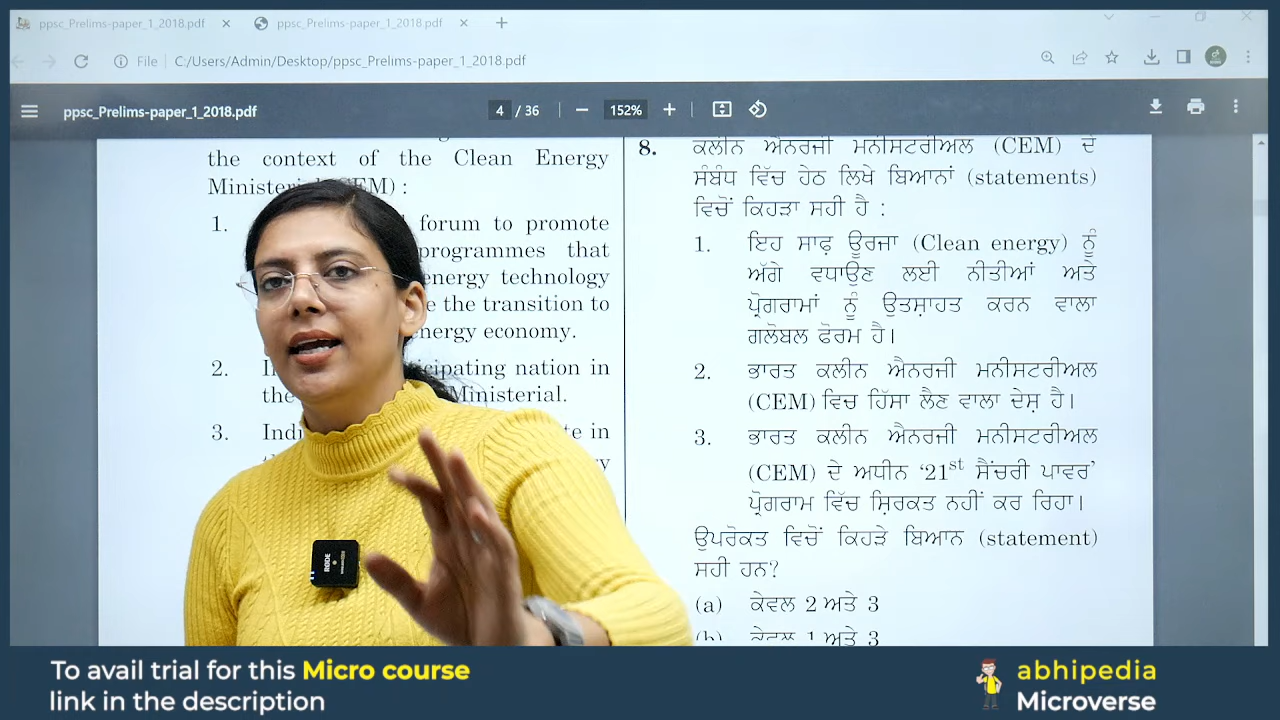 ppsc_Prelims-paper_1_2018.pdf
ppsc_Prelims-paper_1_2018.pdf
File
C:/Users/Admin/Desktop/ppsc_Prelims-paper_1_2018.pdf
ppsc_Prelims-paper_1_2018.pdf
4 / 36
152%
the context of the Clean Energy
1. forum to promote
programmes that
energy technology
the transition to
energy economy.
2. nation in
the Ministerial.
3. in
8. ਕਲੀਨ ਐਨਰਜੀ ਮਨੀਸਟਰੀਅਲ (CEM) ਦੇ
ਸੰਬੰਧ ਵਿੱਚ ਹੇਠ ਲਿਖੇ ਬਿਆਨਾਂ (statements)
ਵਿਚੋਂ ਕਿਹੜਾ ਸਹੀ ਹੈ :
1. ਇਹ ਸਾਫ਼ ਊਰਜਾ (Clean energy) ਨੂੰ
ਅੱਗੇ ਵਧਾਉਣ ਲਈ ਨੀਤੀਆਂ ਅਤੇ
ਪ੍ਰੋਗਰਾਮਾਂ ਨੂੰ ਉਤਸ਼ਾਹਤ ਕਰਨ ਵਾਲਾ
ਗਲੋਬਲ ਫੋਰਮ ਹੈ।
2. ਭਾਰਤ ਕਲੀਨ ਐਨਰਜੀ ਮਨੀਸਟਰੀਅਲ
(CEM) ਵਿਚ ਹਿੱਸਾ ਲੈਣ ਵਾਲਾ ਦੇਸ਼ ਹੈ।
3. ਭਾਰਤ ਕਲੀਨ ਐਨਰਜੀ ਮਨੀਸਟਰੀਅਲ
(CEM) ਦੇ ਅਧੀਨ ‘21st ਸੈਂਚਰੀ ਪਾਵਰ’
ਪ੍ਰੋਗਰਾਮ ਵਿੱਚ ਸ਼ਿਰਕਤ ਨਹੀਂ ਕਰ ਰਿਹਾ।
ਉਪਰੋਕਤ ਵਿਚੋਂ ਕਿਹੜੇ ਬਿਆਨ (statement)
ਸਹੀ ਹਨ?
(a) ਕੇਵਲ 2 ਅਤੇ 3
(b) ਕੇਵਲ 1 ਅਤੇ 3
RODE
To avail trial for this Micro course
link in the description
abhipedia
Microverse